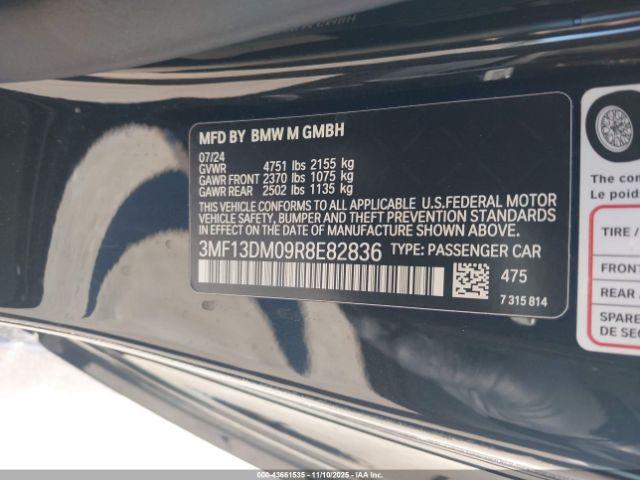 MFD BY BMW M GMBH
07/24
GVWR 4751 lbs 2155 kg
GAWR FRONT 2370 lbs 1075 kg
GAWR REAR 2502 lbs 1135 kg
THIS VEHICLE CONFORMS TO ALL APPLICABLE U.S.FEDERAL MOTOR
VEHICLE SAFETY, BUMPER AND THEFT PREVENTION STANDARDS
IN EFFECT ON THE DATE OF MANUFACTURE SHOWN ABOVE.
3MF13DM09R8E82836 TYPE: PASSENGER CAR
475
7 315 814
The com
Le poid
TIRE /
FRONT
REAR
SPARE
DE SEC
000-43661535 - 11/10/2025 - IAA Inc.